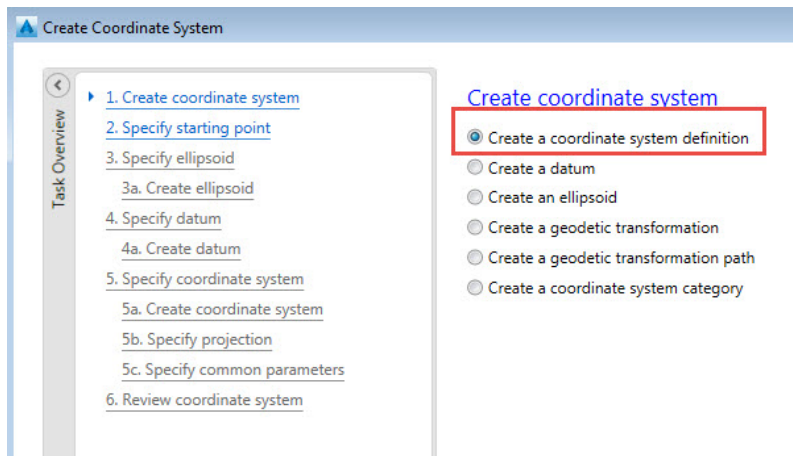 Create Coordinate System
Task Overview
1. Create coordinate system
2. Specify starting point
3. Specify ellipsoid
3a. Create ellipsoid
4. Specify datum
4a. Create datum
5. Specify coordinate system
5a. Create coordinate system
5b. Specify projection
5c. Specify common parameters
6. Review coordinate system
Create coordinate system
Create a coordinate system definition
Create a datum
Create an ellipsoid
Create a geodetic transformation
Create a geodetic transformation path
Create a coordinate system category